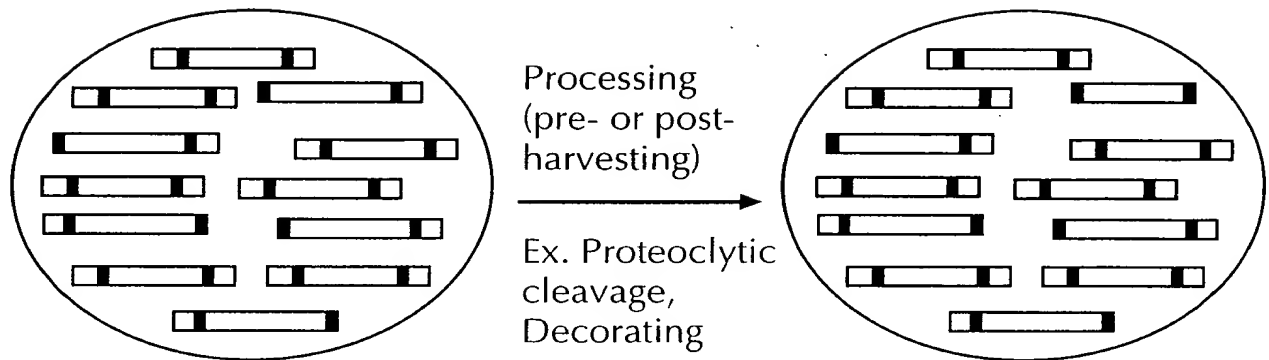 Processing
(pre- or post-
harvesting)
Ex. Proteoclytic
cleavage,
Decorating